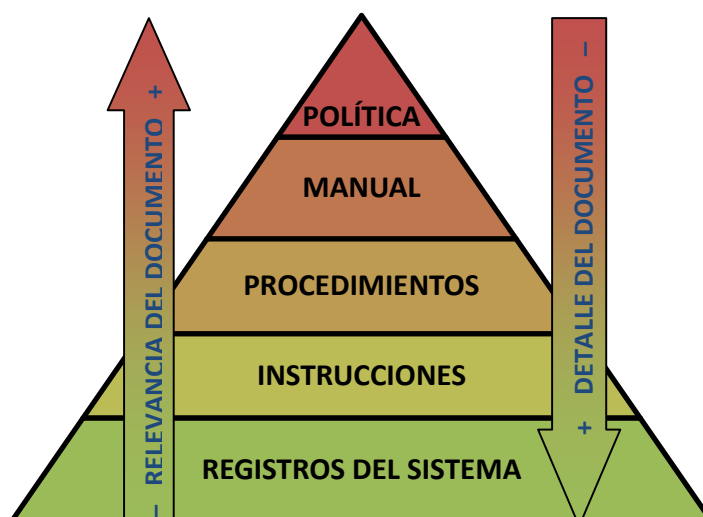 POLÍTICA
MANUAL
PROCEDIMIENTOS
INSTRUCCIONES
REGISTROS DEL SISTEMA
– RELEVANCIA DEL DOCUMENTO +
+ DETALLE DEL DOCUMENTO –